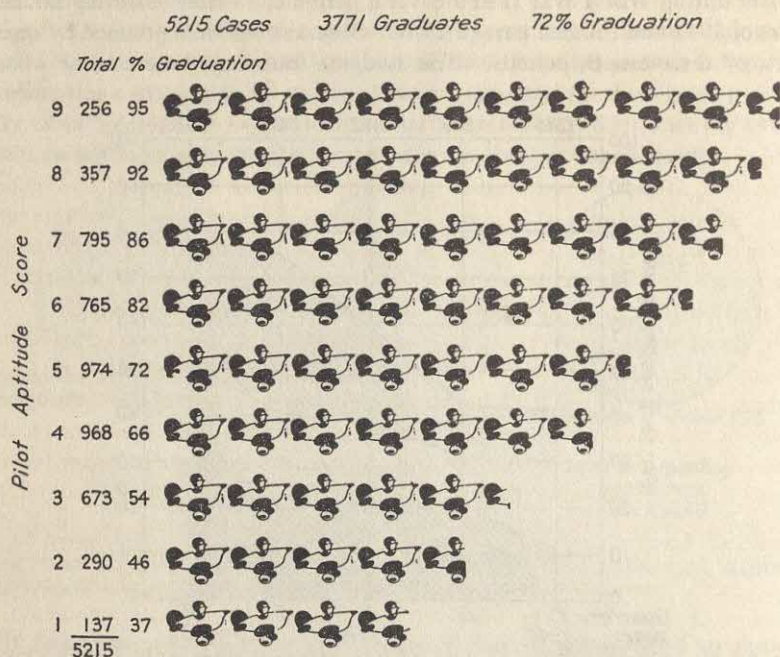 5215 Cases 3771 Graduates 72% Graduation
Total % Graduation
9 256 95
8 357 92
7 795 86
6 765 82
5 974 72
4 968 66
3 673 54
2 290 46
1 137 37
5215
Pilot Aptitude Score